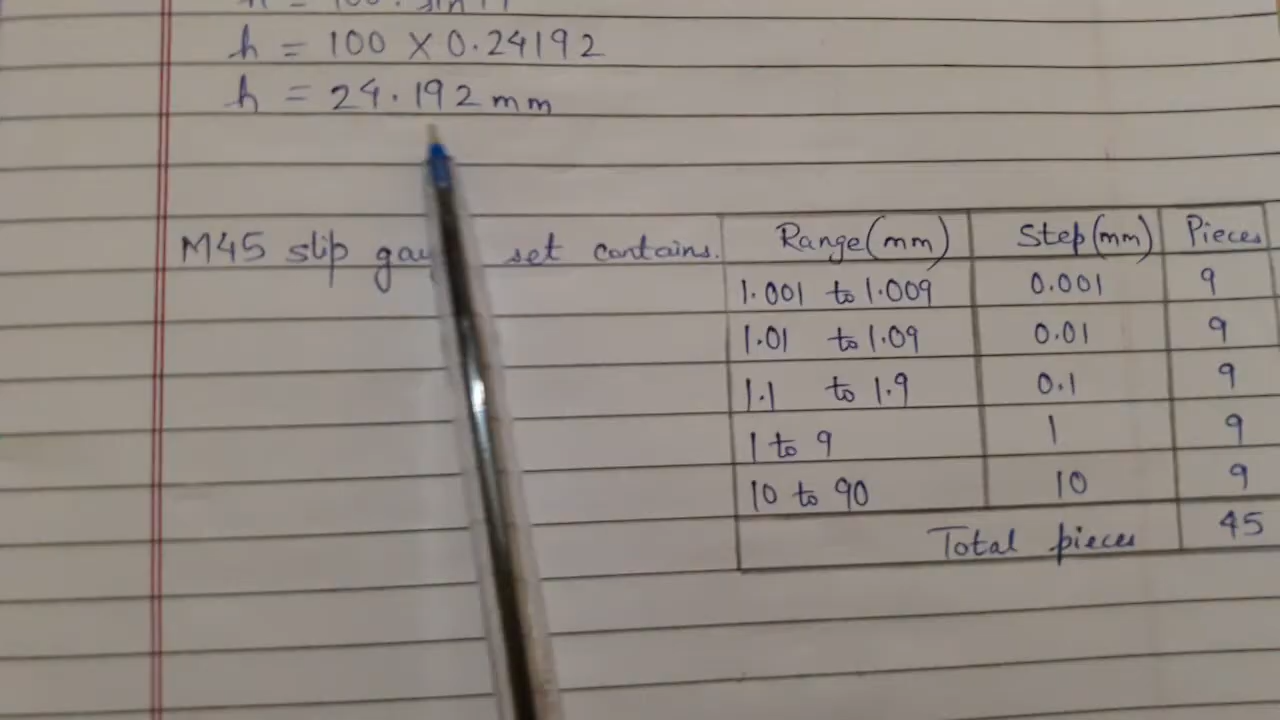 h = 100 × 0.24192
h = 24.192 mm
M45 slip set contains.
Range(mm) Step(mm) Pieces
1.001 to 1.009 0.001 9
1.01 to 1.09 0.01 9
1.1 to 1.9 0.1 9
1 to 9 1 9
10 to 90 10 9
Total pieces 45